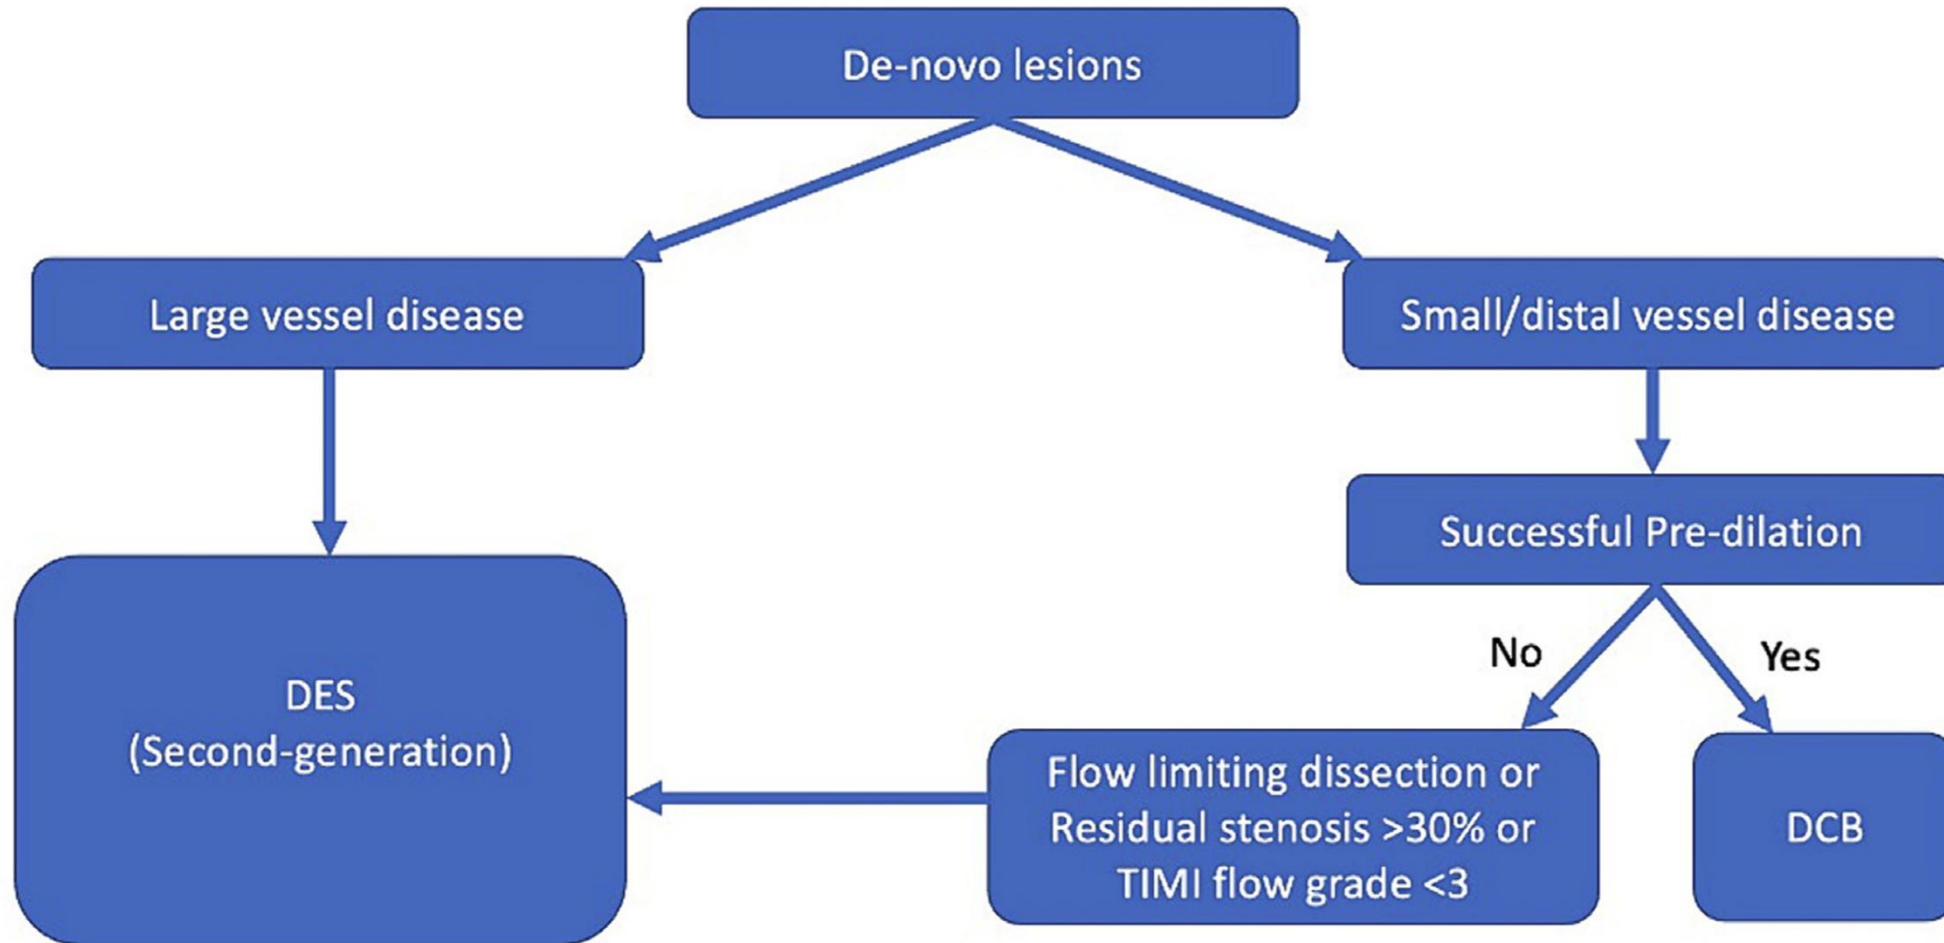 De-novo lesions
Large vessel disease
Small/distal vessel disease
Successful Pre-dilation
No
Yes
DES
(Second-generation)
Flow limiting dissection or
Residual stenosis >30% or
TIMI flow grade <3
DCB